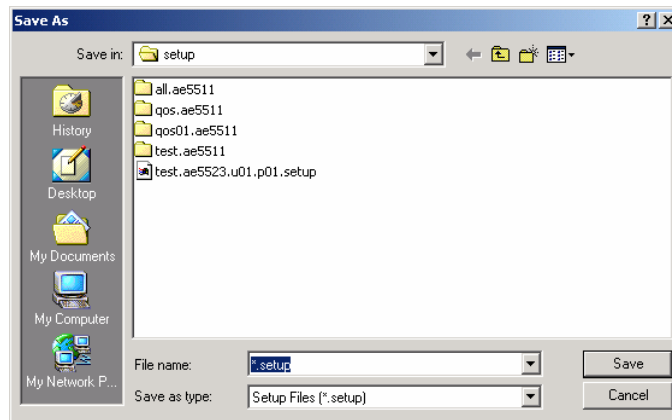 Save As
Save in:
setup
History
Desktop
My Documents
My Computer
My Network P...
all.ae5511
qos.ae5511
qos01.ae5511
test.ae5511
test.ae5523.u01.p01.setup
File name:
*.setup
Save
Save as type:
Setup Files (*.setup)
Cancel